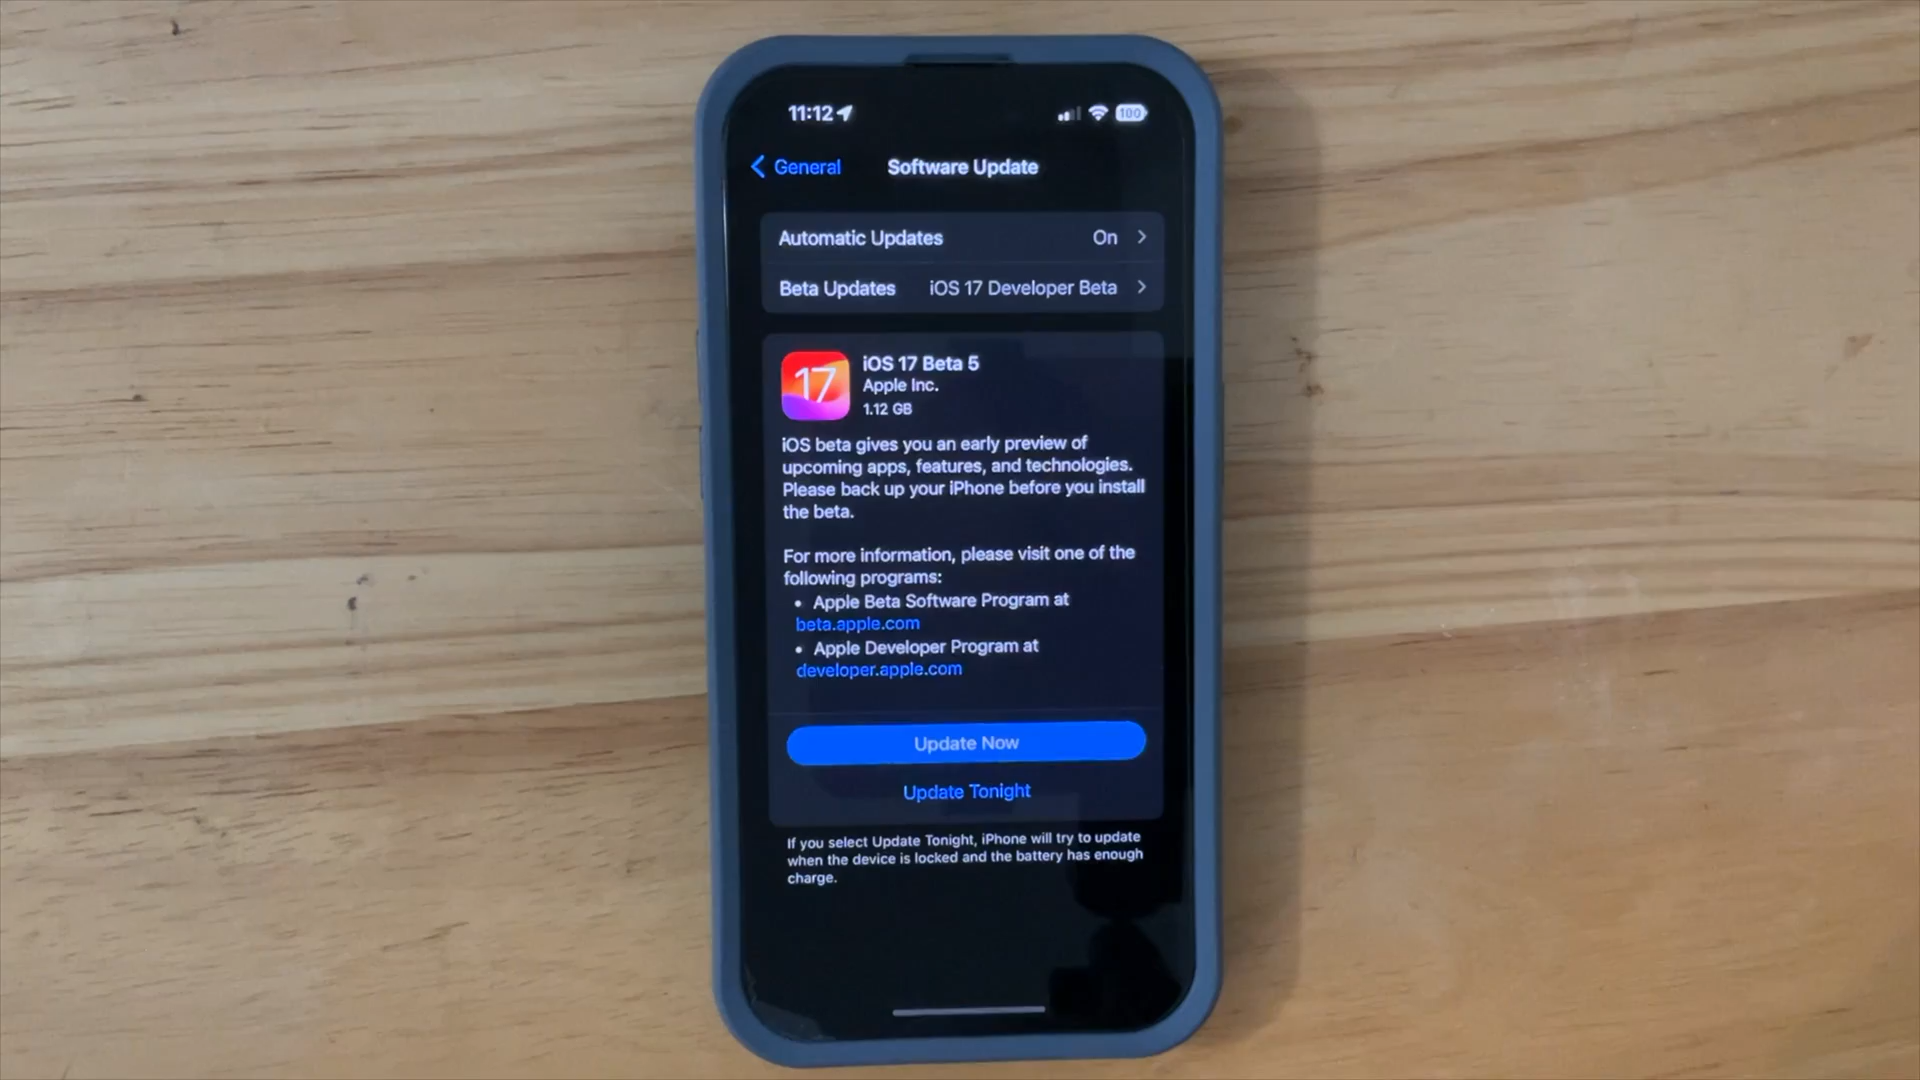 11:12
100
General
Software Update
Automatic Updates On
Beta Updates iOS 17 Developer Beta
17
iOS 17 Beta 5
Apple Inc.
1.12 GB
iOS beta gives you an early preview of
upcoming apps, features, and technologies.
Please back up your iPhone before you install
the beta.
For more information, please visit one of the
following programs:
• Apple Beta Software Program at
beta.apple.com
• Apple Developer Program at
developer.apple.com
Update Now
Update Tonight
If you select Update Tonight, iPhone will try to update
when the device is locked and the battery has enough
charge.